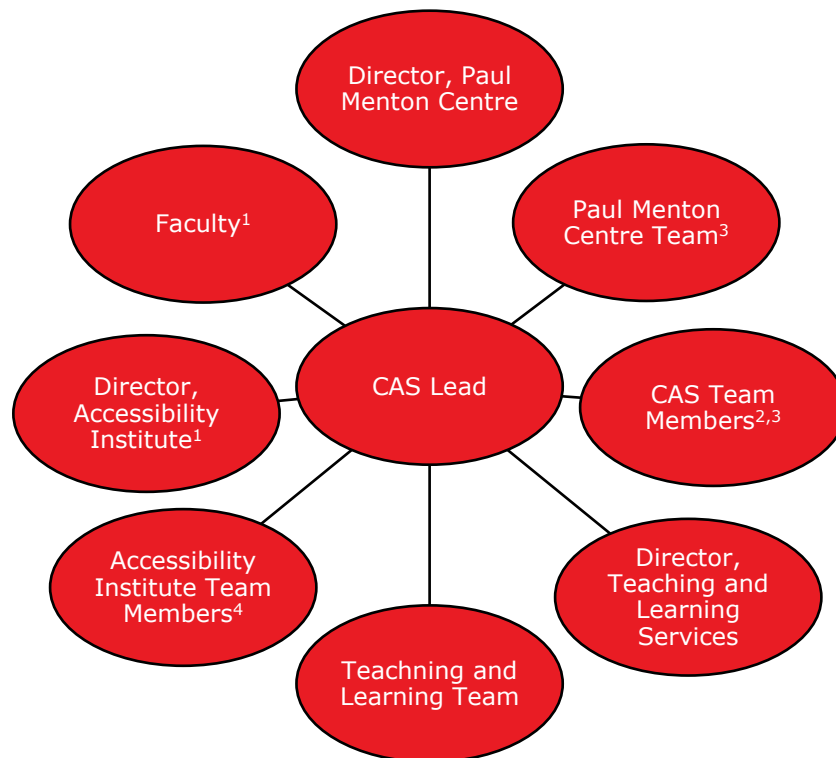 Director, Paul
Menton Centre
Faculty¹
Paul Menton
Centre Team³
CAS Lead
Director,
Accessibility
Institute¹
CAS Team
Members²,³
Accessibility
Institute Team
Members⁴
Director,
Teaching and
Learning
Services
Teachning and
Learning Team